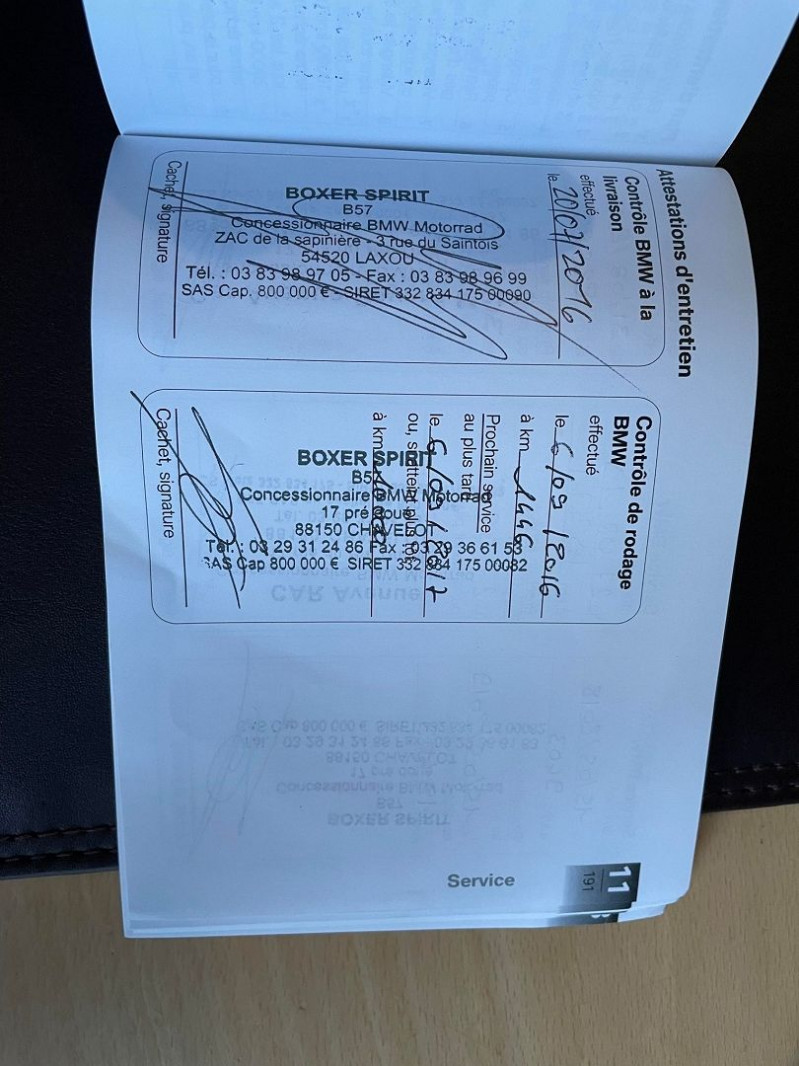 Attestations d'entretien
Contrôle BMW à la
livraison
effectué
le 20/07/2016
BOXER SPIRIT
B57
Concessionnaire BMW Motorrad
ZAC de la sapinière - 3 rue du Saintois
54520 LAXOU
Tél. : 03 83 98 97 05 - Fax : 03 83 98 96 99
SAS Cap. 800 000 € - SIRET 332 834 175 00090
Cachet, signature
Contrôle de rodage
BMW
effectué
le 6/09/2016
à km 1446
Prochain service
au plus tard
le 6/09/2017
ou, si atteint plus tôt,
à km
BOXER SPIRIT
B57
Concessionnaire BMW Motorrad
17 pré
88150 CHAVELOT
Tél. : 03 29 31 24 86 Fax : 03 29 36 61 53
SAS Cap 800 000 € SIRET 332 834 175 00082
Cachet, signature
Service
11
191